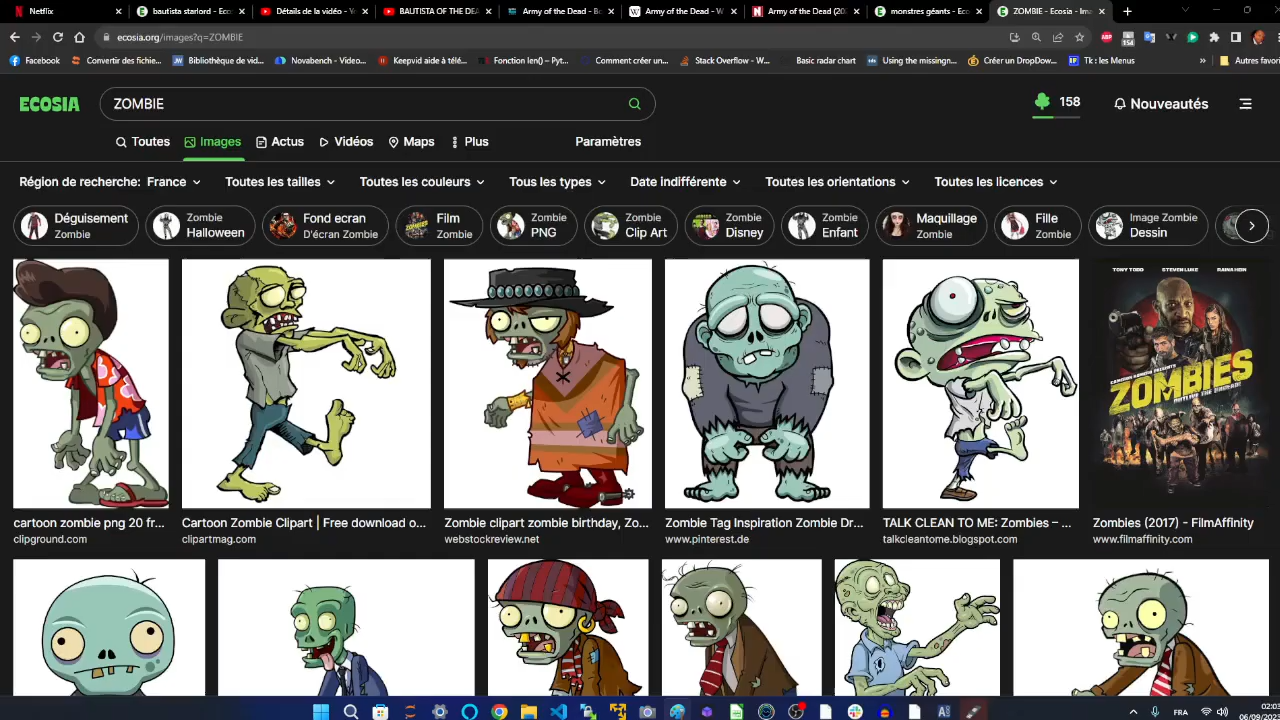 Netflix
bautista starlord - Ec
Détails de la vidéo - Y
BAUTISTA OF THE DEA
Army of the Dead - B
Army of the Dead - W
Army of the Dead (20
monstres géants - Ec
ZOMBIE - Ecosia - Im
ecosia.org/images?q=ZOMBIE
Facebook
Convertir des fichie...
Bibliothèque de vid...
Novabench - Video...
Keepvid aide à télé...
Fonction len() – Pyt...
Comment créer un...
Stack Overflow - W...
Basic radar chart
Using the missingn...
Créer un DropDow...
Tk : les Menus
»
Autres favoris
ECOSIA
ZOMBIE
158
Nouveautés
Toutes
Images
Actus
Vidéos
Maps
Plus
Paramètres
Région de recherche: France
Toutes les tailles
Toutes les couleurs
Tous les types
Date indifférente
Toutes les orientations
Toutes les licences
Déguisement
Zombie
Zombie
Halloween
Fond ecran
D'écran Zombie
Film
Zombie
Zombie
PNG
Zombie
Clip Art
Zombie
Disney
Zombie
Enfant
Maquillage
Zombie
Fille
Zombie
Image Zombie
Dessin
TONY TODD
STEVEN LUKE
RAINA HEIN
ZOMBIES
cartoon zombie png 20 fr...
clipground.com
Cartoon Zombie Clipart | Free download o...
clipartmag.com
Zombie clipart zombie birthday, Zo...
webstockreview.net
Zombie Tag Inspiration Zombie Dr...
www.pinterest.de
TALK CLEAN TO ME: Zombies – ...
talkcleantome.blogspot.com
Zombies (2017) - FilmAffinity
www.filmaffinity.com
FRA